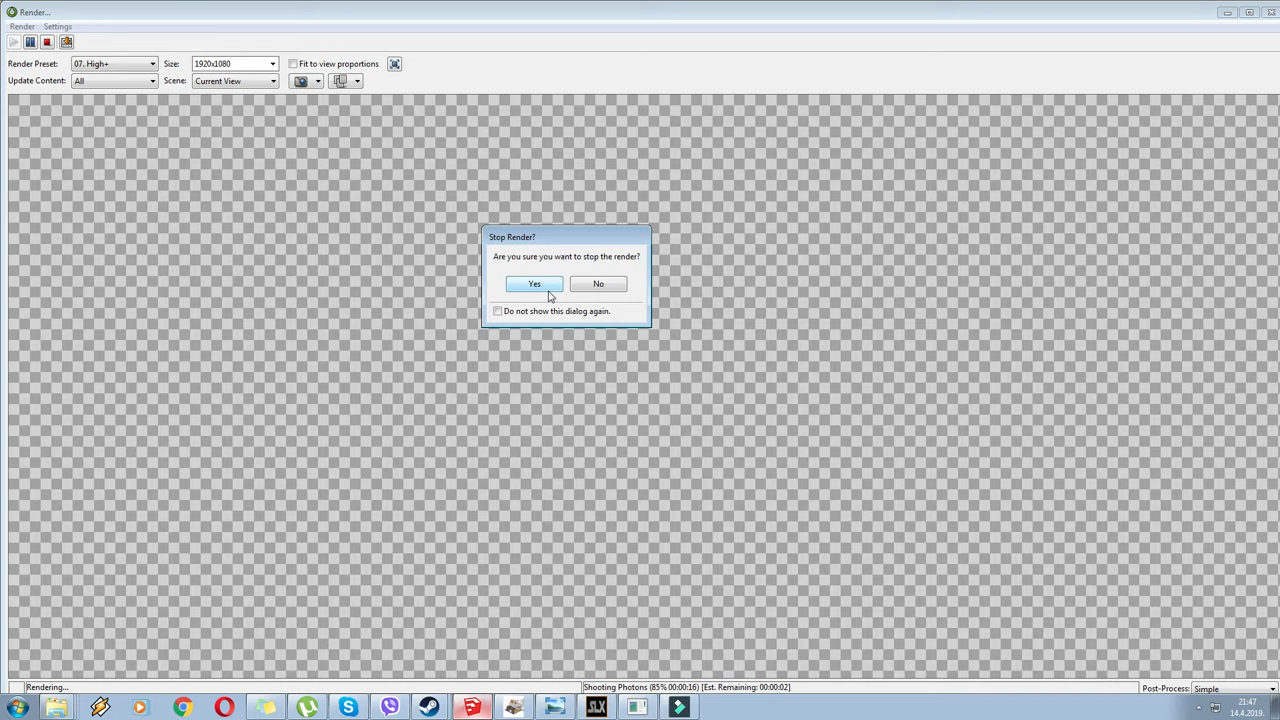 Render...
Render Settings
Render Preset: 07. High+ Size: 1920x1080 Fit to view proportions
Update Content: All Scene: Current View
Stop Render?
Are you sure you want to stop the render?
Yes No
Do not show this dialog again.
Rendering... Shooting Photons (85% 00:00:16) [Est. Remaining: 00:00:02] Post-Process: Simple
SLX
21:47
14.4.2019.